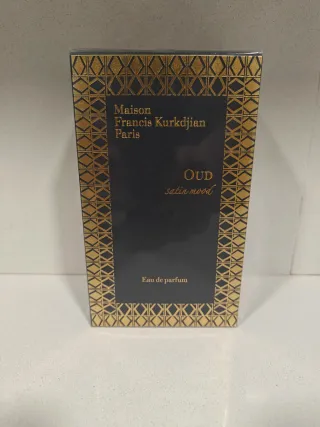 Maison
Francis Kurkdjian
Paris
OUD
satin mood
Eau de parfum